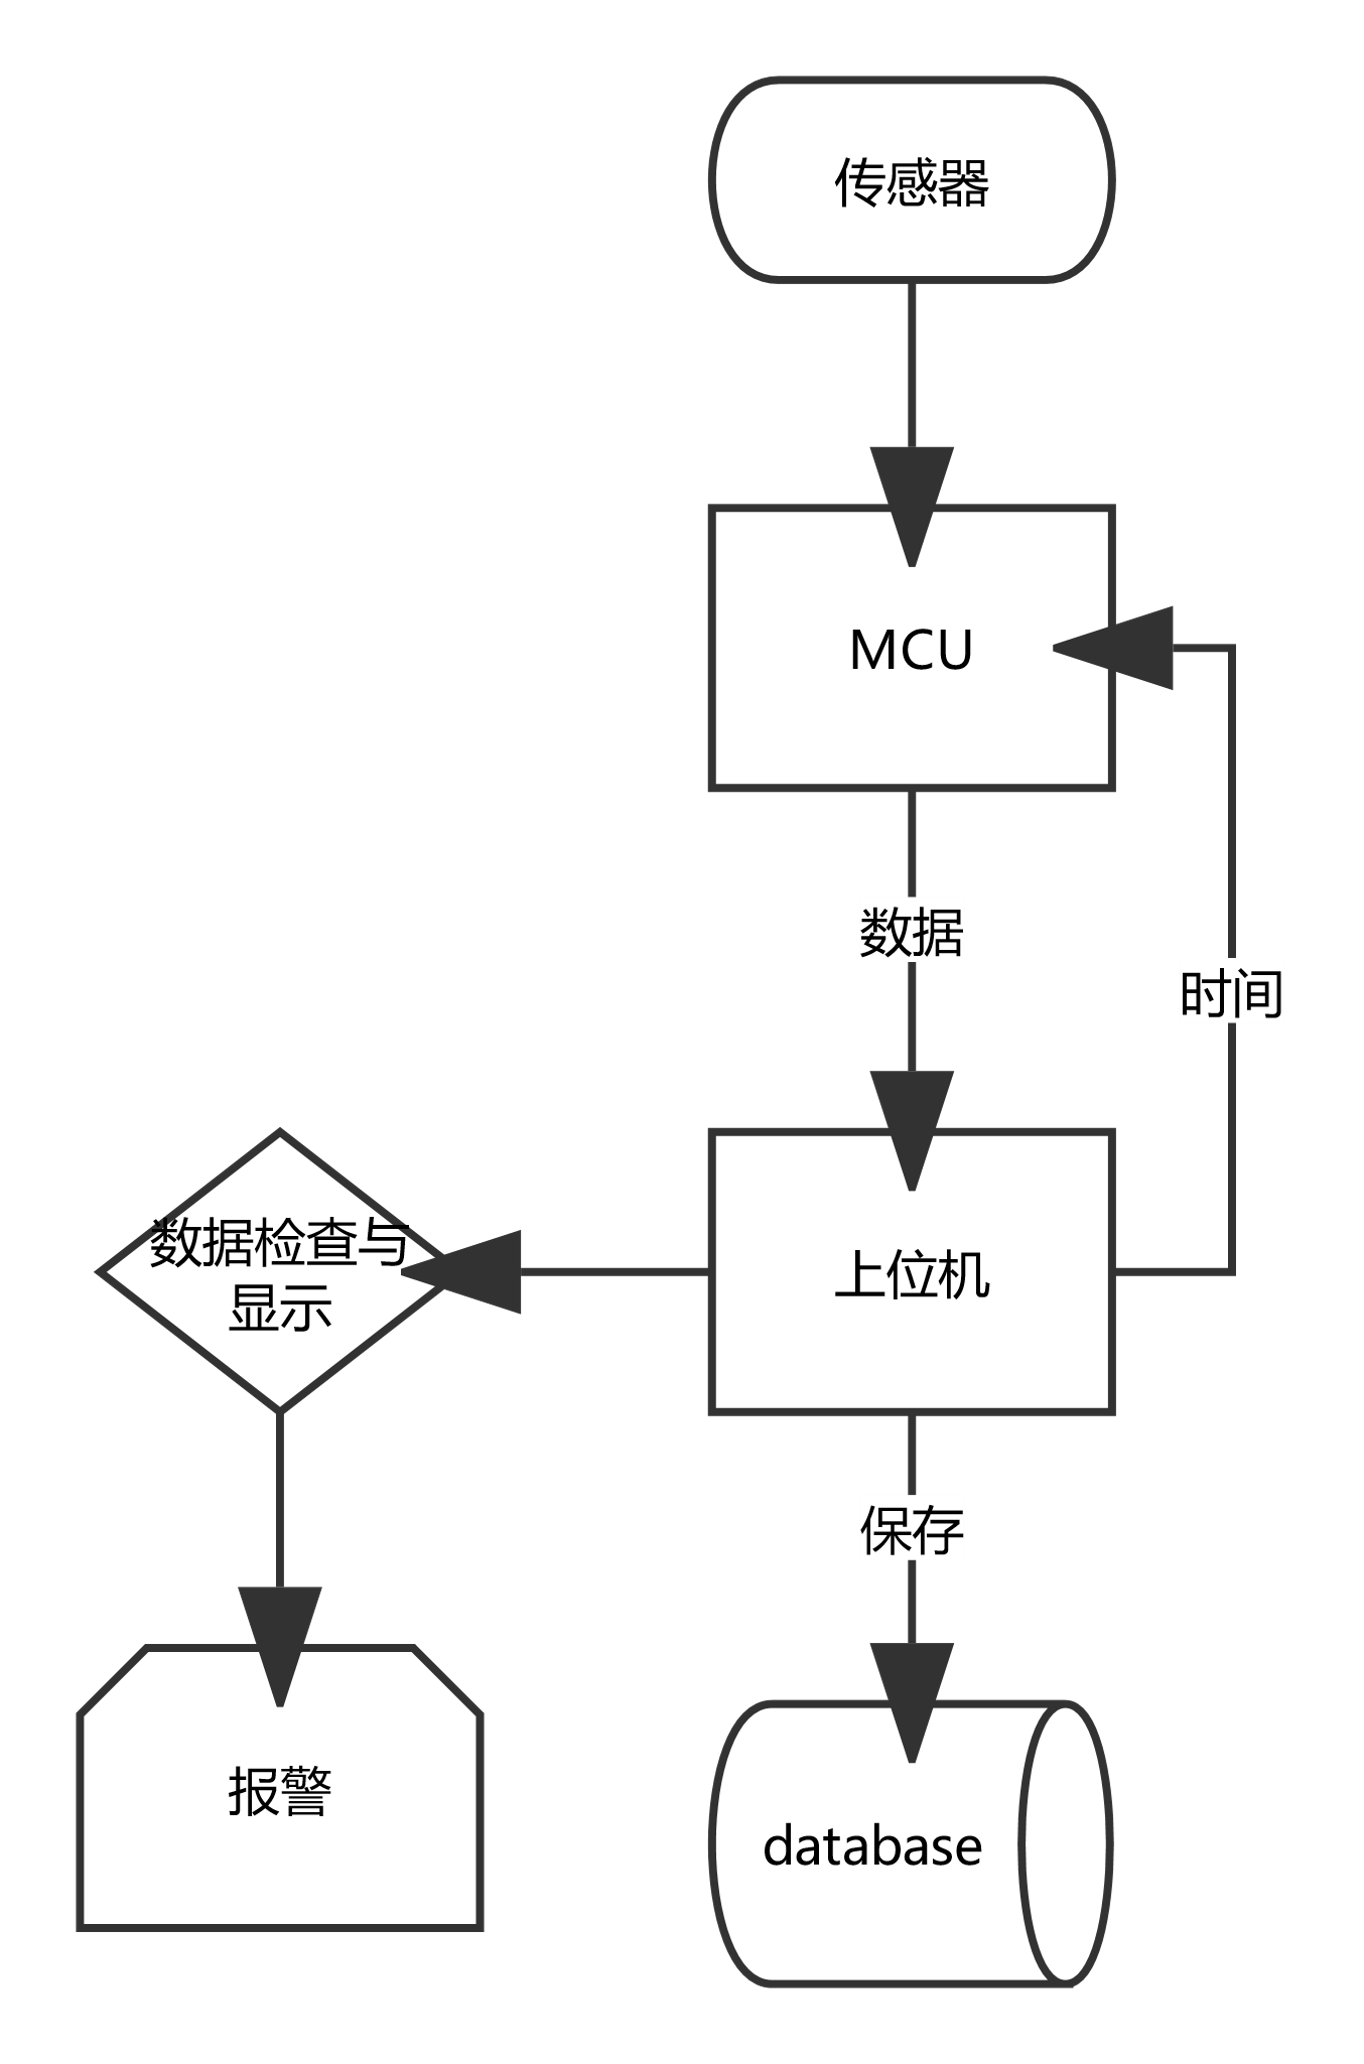 传感器
MCU
数据
时间
数据检查与
显示
上位机
保存
报警
database